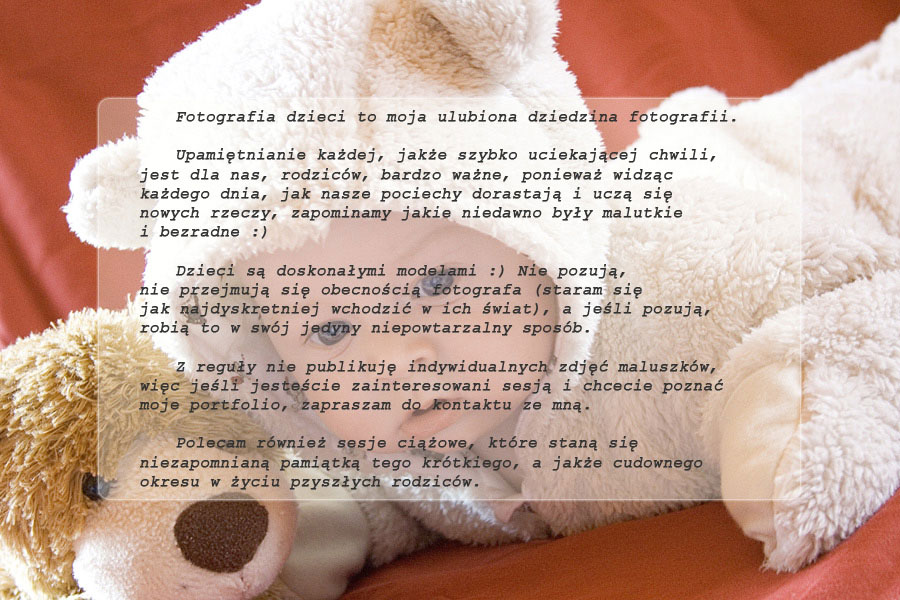 Fotografia dzieci to moja ulubiona dziedzina fotografii.
Upamiętnianie każdej, jakże szybko uciekającej chwili,
jest dla nas, rodziców, bardzo ważne, ponieważ widząc
każdego dnia, jak nasze pociechy dorastają i uczą się
nowych rzeczy, zapominamy jakie niedawno były malutkie
i bezradne :)
Dzieci są doskonałymi modelami :) Nie pozują,
nie przejmują się obecnością fotografa (staram się
jak najdyskretniej wchodzić w ich świat), a jeśli pozują,
robią to w swój jedyny niepowtarzalny sposób.
Z reguły nie publikuję indywidualnych zdjęć maluszków,
więc jeśli jesteście zainteresowani sesją i chcecie poznać
moje portfolio, zapraszam do kontaktu ze mną.
Polecam również sesje ciążowe, które staną się
niezapomnianą pamiątką tego krótkiego, a jakże cudownego
okresu w życiu pzyszłych rodziców.